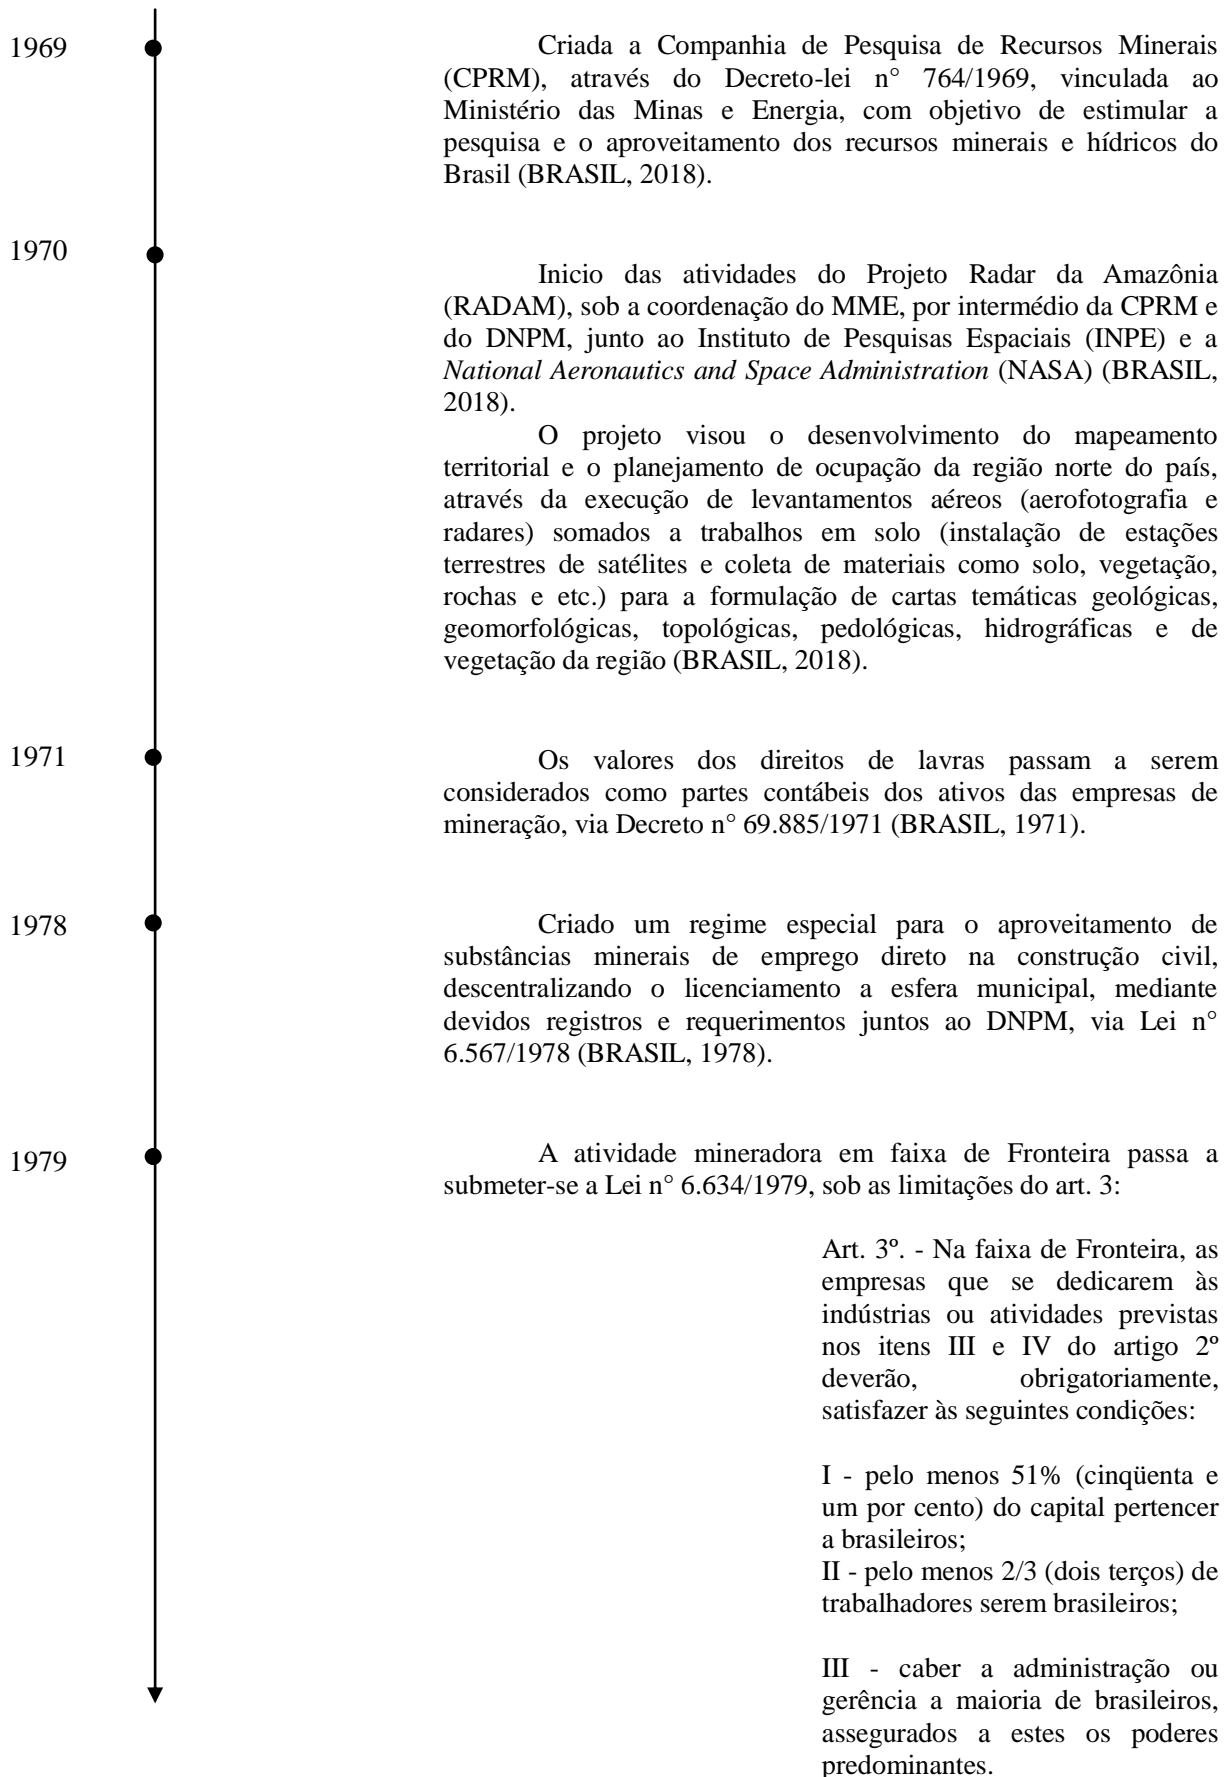 1969
Criada a Companhia de Pesquisa de Recursos Minerais
(CPRM), através do Decreto-lei n° 764/1969, vinculada ao
Ministério das Minas e Energia, com objetivo de estimular a
pesquisa e o aproveitamento dos recursos minerais e hídricos do
Brasil (BRASIL, 2018).
1970
Inicio das atividades do Projeto Radar da Amazônia
(RADAM), sob a coordenação do MME, por intermédio da CPRM e
do DNPM, junto ao Instituto de Pesquisas Espaciais (INPE) e a
National Aeronautics and Space Administration (NASA) (BRASIL,
2018).
O projeto visou o desenvolvimento do mapeamento
territorial e o planejamento de ocupação da região norte do país,
através da execução de levantamentos aéreos (aerofotografia e
radares) somados a trabalhos em solo (instalação de estações
terrestres de satélites e coleta de materiais como solo, vegetação,
rochas e etc.) para a formulação de cartas temáticas geológicas,
geomorfológicas, topológicas, pedológicas, hidrográficas e de
vegetação da região (BRASIL, 2018).
1971
Os valores dos direitos de lavras passam a serem
considerados como partes contábeis dos ativos das empresas de
mineração, via Decreto n° 69.885/1971 (BRASIL, 1971).
1978
Criado um regime especial para o aproveitamento de
substâncias minerais de emprego direto na construção civil,
descentralizando o licenciamento a esfera municipal, mediante
devidos registros e requerimentos juntos ao DNPM, via Lei n°
6.567/1978 (BRASIL, 1978).
1979
A atividade mineradora em faixa de Fronteira passa a
submeter-se a Lei n° 6.634/1979, sob as limitações do art. 3:
Art. 3º. - Na faixa de Fronteira, as
empresas que se dedicarem às
indústrias ou atividades previstas
nos itens III e IV do artigo 2º
deverão, obrigatoriamente,
satisfazer às seguintes condições:
I - pelo menos 51% (cinqüenta e
um por cento) do capital pertencer
a brasileiros;
II - pelo menos 2/3 (dois terços) de
trabalhadores serem brasileiros;
III - caber a administração ou
gerência a maioria de brasileiros,
assegurados a estes os poderes
predominantes.